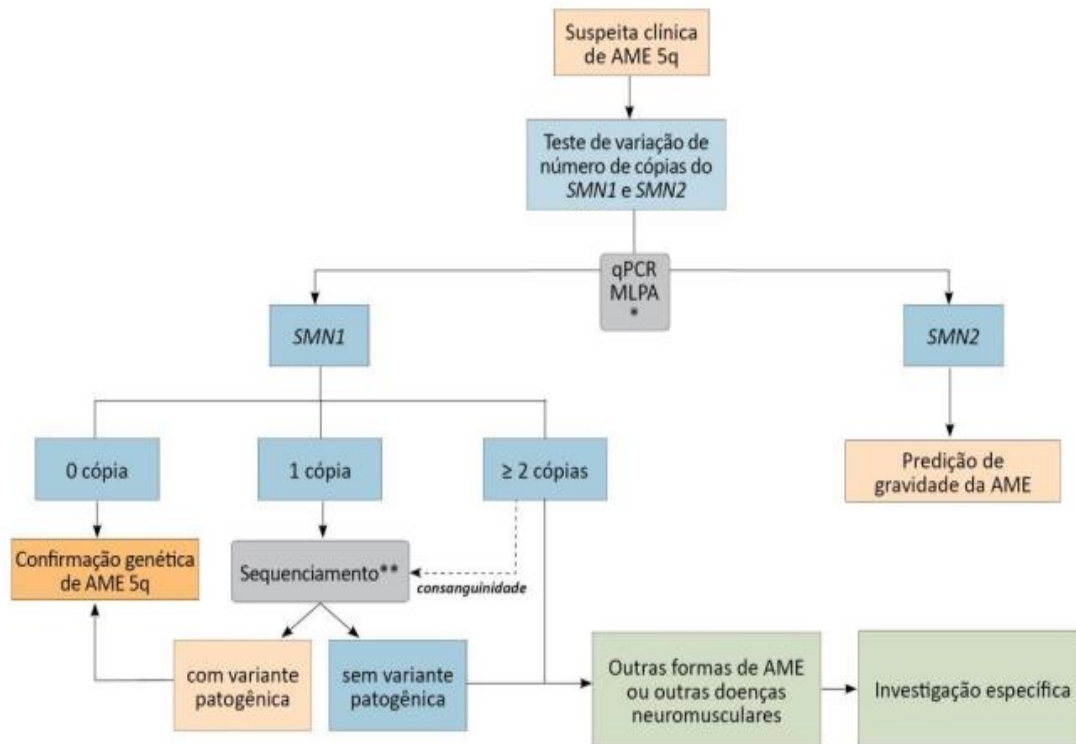 Suspeita clínica
de AME 5q
Teste de variação de
número de cópias do
SMN1 e SMN2
qPCR
MLPA
*
SMN1
SMN2
0 cópia
1 cópia
≥ 2 cópias
Predição de
gravidade da AME
Confirmação genética
de AME 5q
Sequenciamento**
consanguinidade
com variante
patogênica
sem variante
patogênica
Outras formas de AME
ou outras doenças
neuromusculares
Investigação específica